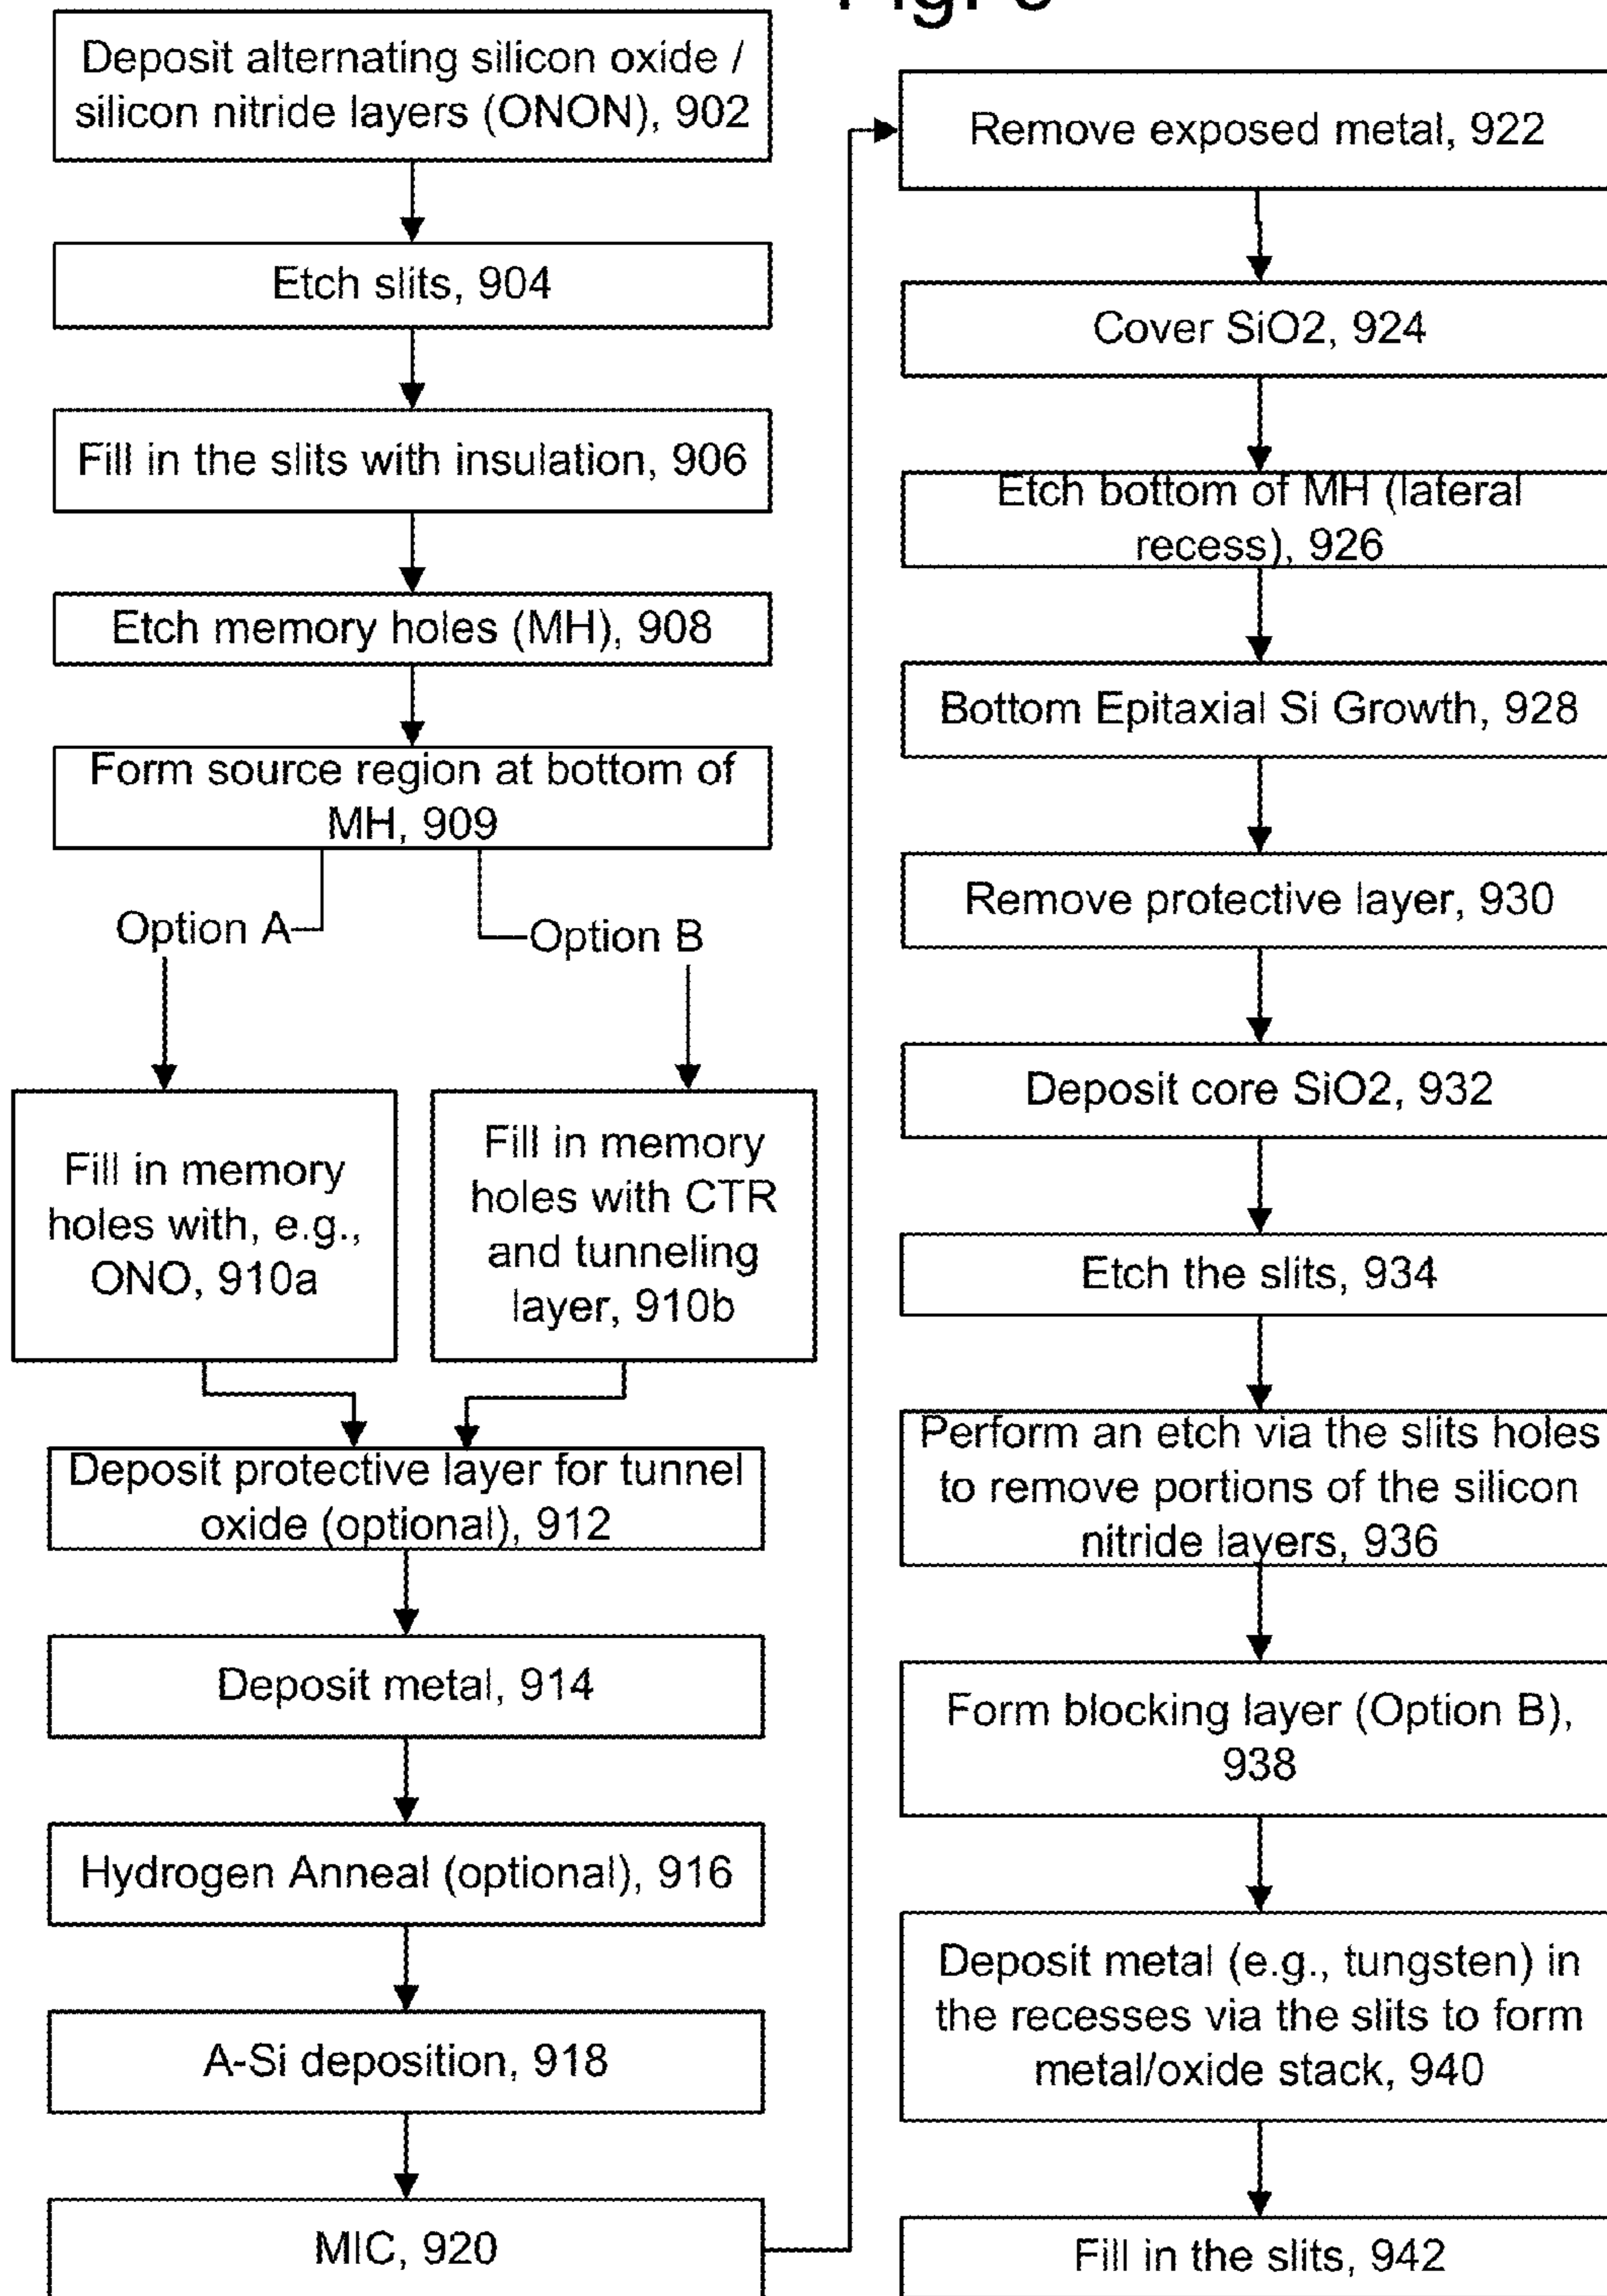 Deposit alternating silicon oxide /
silicon nitride layers (ONON), 902
Etch slits, 904
Fill in the slits with insulation, 906
Etch memory holes (MH), 908
Form source region at bottom of
MH, 909
Option A
Option B
Fill in memory
holes with, e.g.,
ONO, 910a
Fill in memory
holes with CTR
and tunneling
layer, 910b
Deposit protective layer for tunnel
oxide (optional), 912
Deposit metal, 914
Hydrogen Anneal (optional), 916
A-Si deposition, 918
MIC, 920
Remove exposed metal, 922
Cover SiO2, 924
Etch bottom of MH (lateral
recess), 926
Bottom Epitaxial Si Growth, 928
Remove protective layer, 930
Deposit core SiO2, 932
Etch the slits, 934
Perform an etch via the slits holes
to remove portions of the silicon
nitride layers, 936
Form blocking layer (Option B),
938
Deposit metal (e.g., tungsten) in
the recesses via the slits to form
metal/oxide stack, 940
Fill in the slits, 942